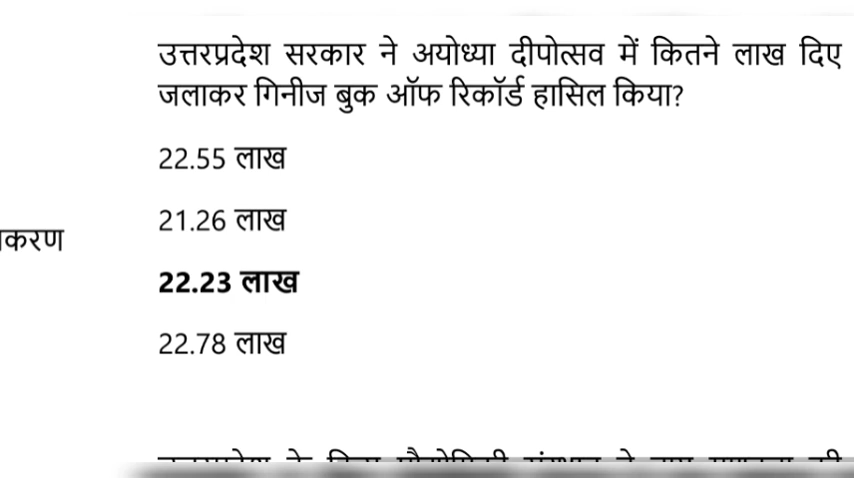 उत्तरप्रदेश सरकार ने अयोध्या दीपोत्सव में कितने लाख दिए
जलाकर गिनीज बुक ऑफ रिकॉर्ड हासिल किया?
22.55 लाख
21.26 लाख
22.23 लाख
22.78 लाख